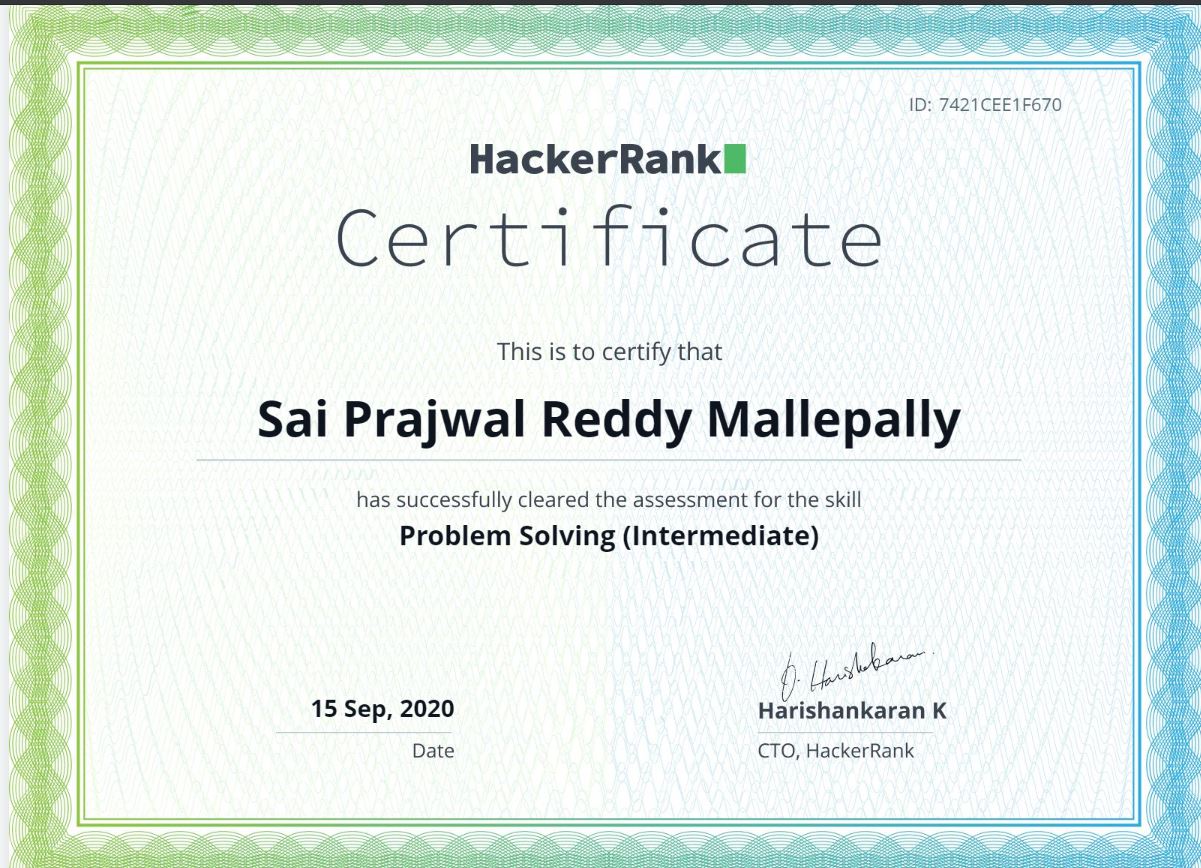 ID: 7421CEE1F670
HackerRank
Certificate
This is to certify that
Sai Prajwal Reddy Mallepally
has successfully cleared the assessment for the skill
Problem Solving (Intermediate)
15 Sep, 2020
Date
D. Harishankaran.
Harishankaran K
CTO, HackerRank